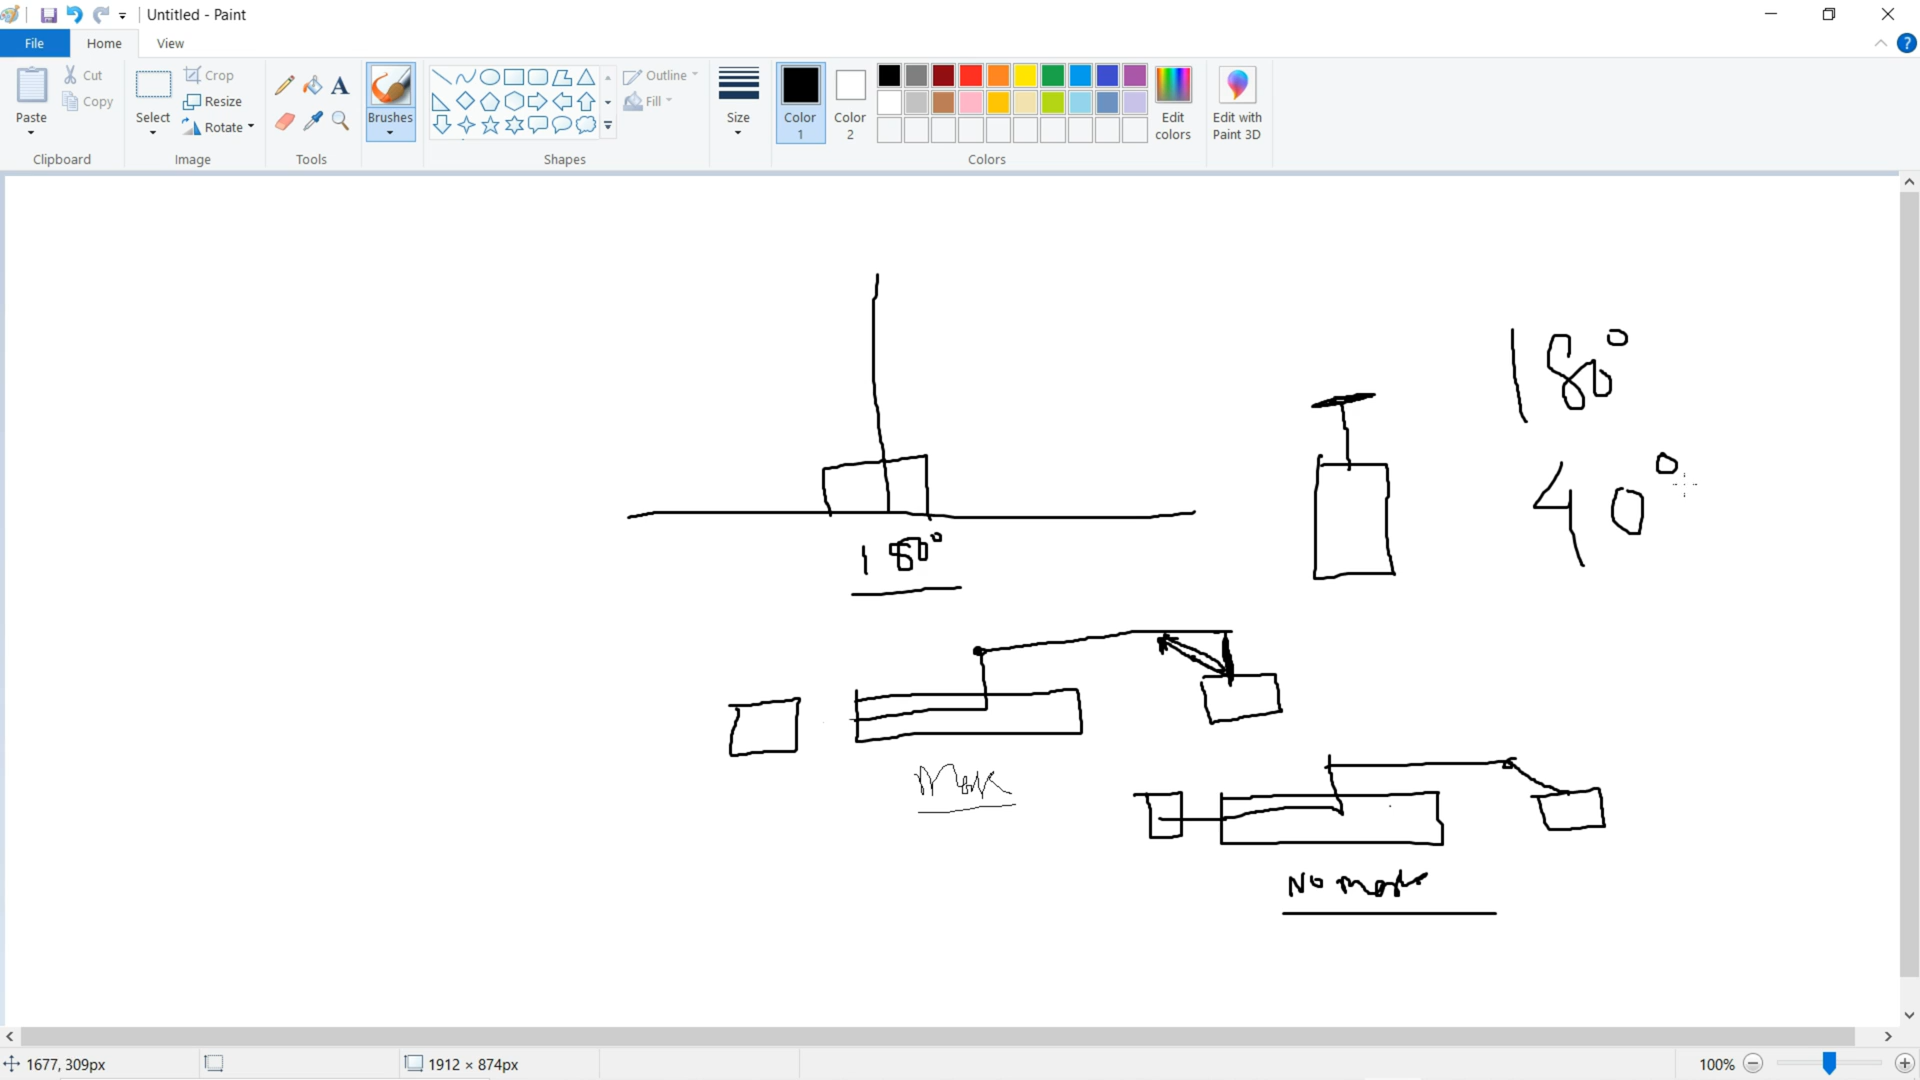 Untitled - Paint
File Home View
Cut
Copy
Paste
Clipboard
Select
Crop
Resize
Rotate
Image
A
Tools
Brushes
Shapes
Outline
Fill
Size
Color 1
Color 2
Edit colors
Edit with Paint 3D
Colors
180°
40°
180°
Mask
No mask
1677, 309px
1912 × 874px
100%